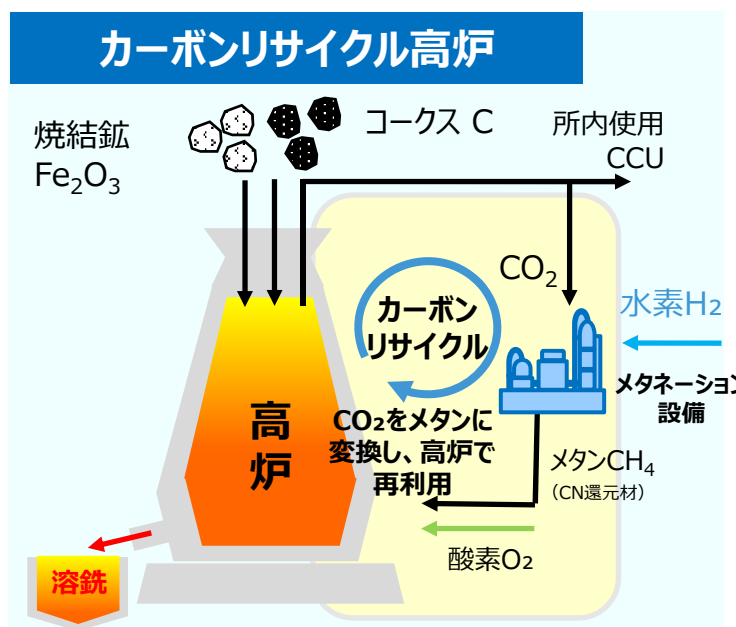 カーボンリサイクル高炉
焼結鉱
Fe₂O₃
コークス C
所内使用
CCU
CO₂
水素H₂
カーボン
リサイクル
メタネーション
設備
CO₂をメタンに
変換し、高炉で
再利用
高
炉
メタンCH₄
（CN還元材）
酸素O₂
溶銑